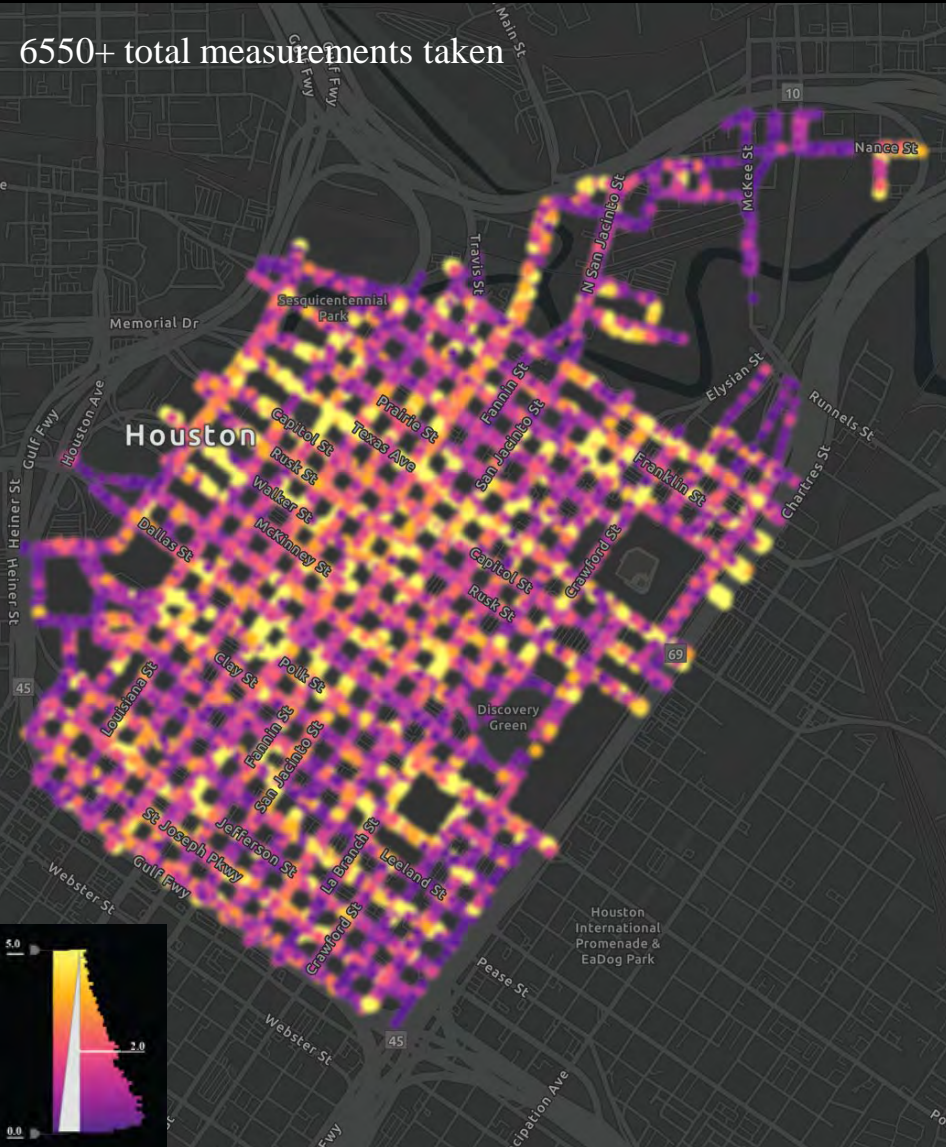 6550+ total measurements taken
Main St
Gulf Fwy
Gulf Fwy
10
Nance St
McKee St
N San Jacinto St
Travis St
Sesquicentennial
Park
Memorial Dr
Elysian St
Runnels St
Fannin St
Prairie St
Houston Ave
Gulf Fwy
Houston
Capitol St
Texas Ave
San Jacinto St
Rusk St
Franklin St
Chartres St
Walker St
Heiner St
Heiner St
Dallas St
McKinney St
Capitol St
Crawford St
Rusk St
69
Clay St
Polk St
45
Louisiana St
Discovery
Green
Fannin St
San Jacinto St
St Joseph Pkwy
Jefferson St
La Branch St
Leeland St
Gulf Fwy
Webster St
Crawford St
Houston
International
Promenade &
EaDog Park
5.0
Pease St
2.0
Webster St
45
0.0